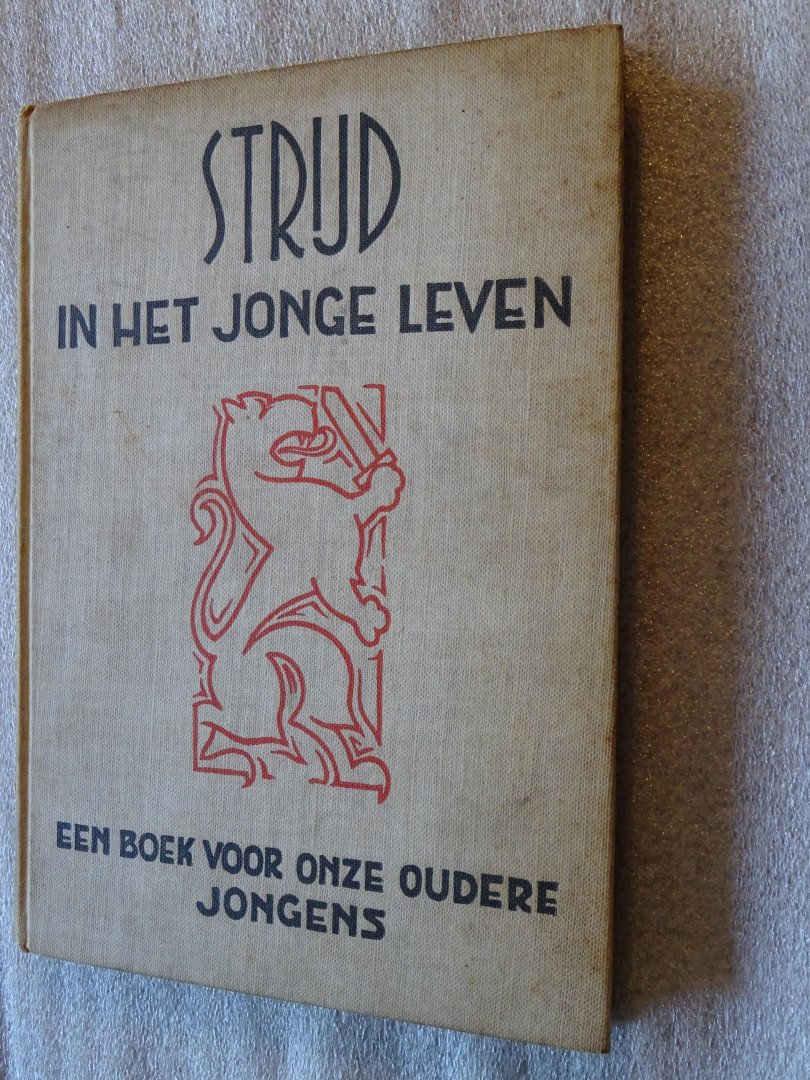 STRIJD
IN HET JONGE LEVEN
EEN BOEK VOOR ONZE OUDERE
JONGENS